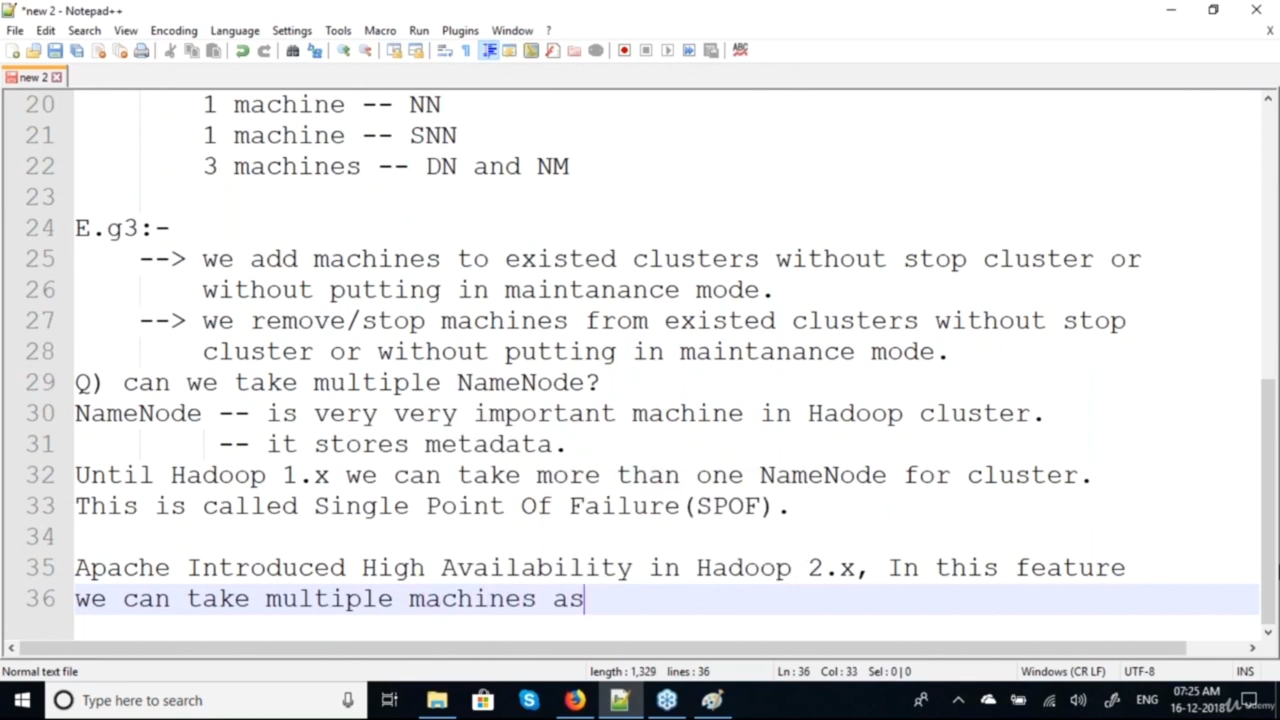 *new 2 - Notepad++
File Edit Search View Encoding Language Settings Tools Macro Run Plugins Window ? X
ABC
new 2
20 1 machine -- NN
21 1 machine -- SNN
22 3 machines -- DN and NM
23
24 E.g3:-
25 --> we add machines to existed clusters without stop cluster or
26 without putting in maintanance mode.
27 --> we remove/stop machines from existed clusters without stop
28 cluster or without putting in maintanance mode.
29 Q) can we take multiple NameNode?
30 NameNode -- is very very important machine in Hadoop cluster.
31 -- it stores metadata.
32 Until Hadoop 1.x we can take more than one NameNode for cluster.
33 This is called Single Point Of Failure(SPOF).
34
35 Apache Introduced High Availability in Hadoop 2.x, In this feature
36 we can take multiple machines as
Normal text file length : 1,329 lines : 36 Ln : 36 Col : 33 Sel : 0 | 0 Windows (CR LF) UTF-8 INS
Type here to search ENG 07:25 AM
16-12-2018 Udemy